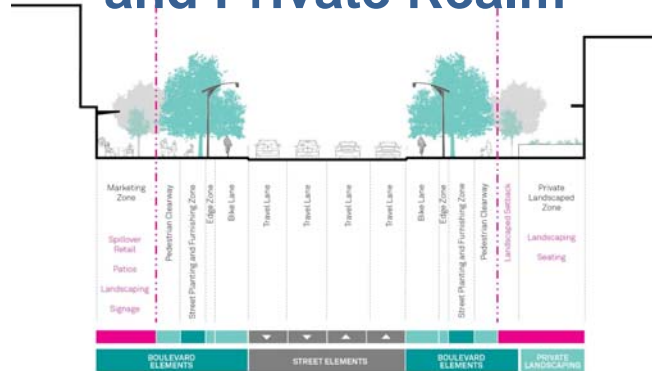 and Private Realm
Marketing
Zone
Spillover
Retail
Patios
Landscaping
Signage
Pedestrian Clearway
Street Planting and Furnishing Zone
Edge Zone
Bike Lane
Travel Lane
Travel Lane
Travel Lane
Travel Lane
Bike Lane
Edge Zone
Street Planting and Furnishing Zone
Pedestrian Clearway
Landscaped Setback
Private
Landscaped
Zone
Landscaping
Seating
BOULEVARD
ELEMENTS
STREET ELEMENTS
BOULEVARD
ELEMENTS
PRIVATE
LANDSCAPING